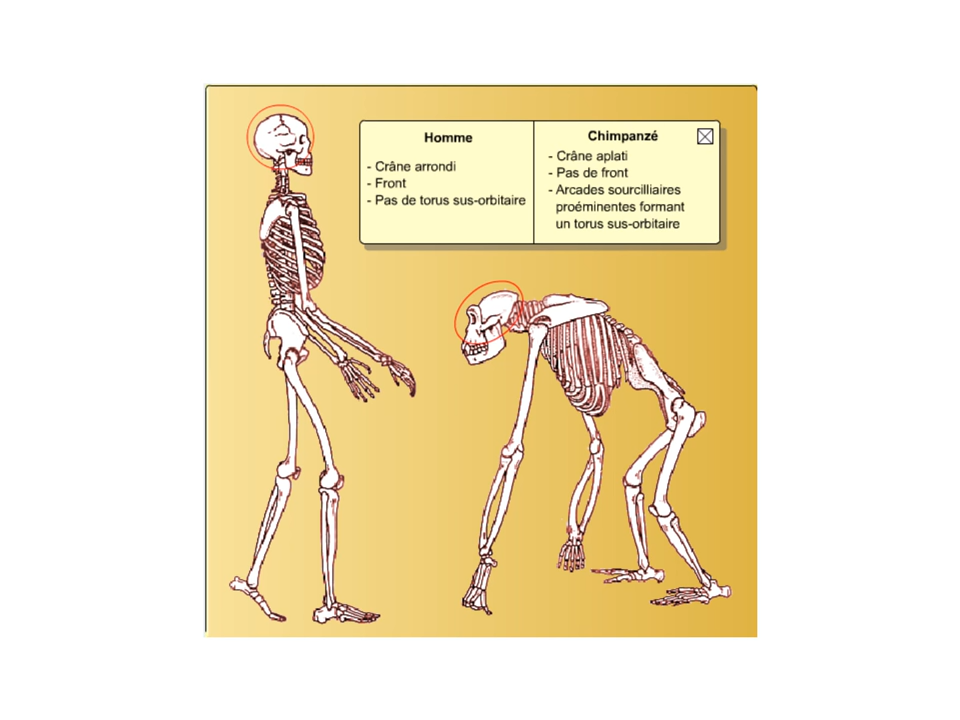 Homme
- Crâne arrondi
- Front
- Pas de torus sus-orbitaire
Chimpanzé
- Crâne aplati
- Pas de front
- Arcades sourcilliaires
proéminentes formant
un torus sus-orbitaire